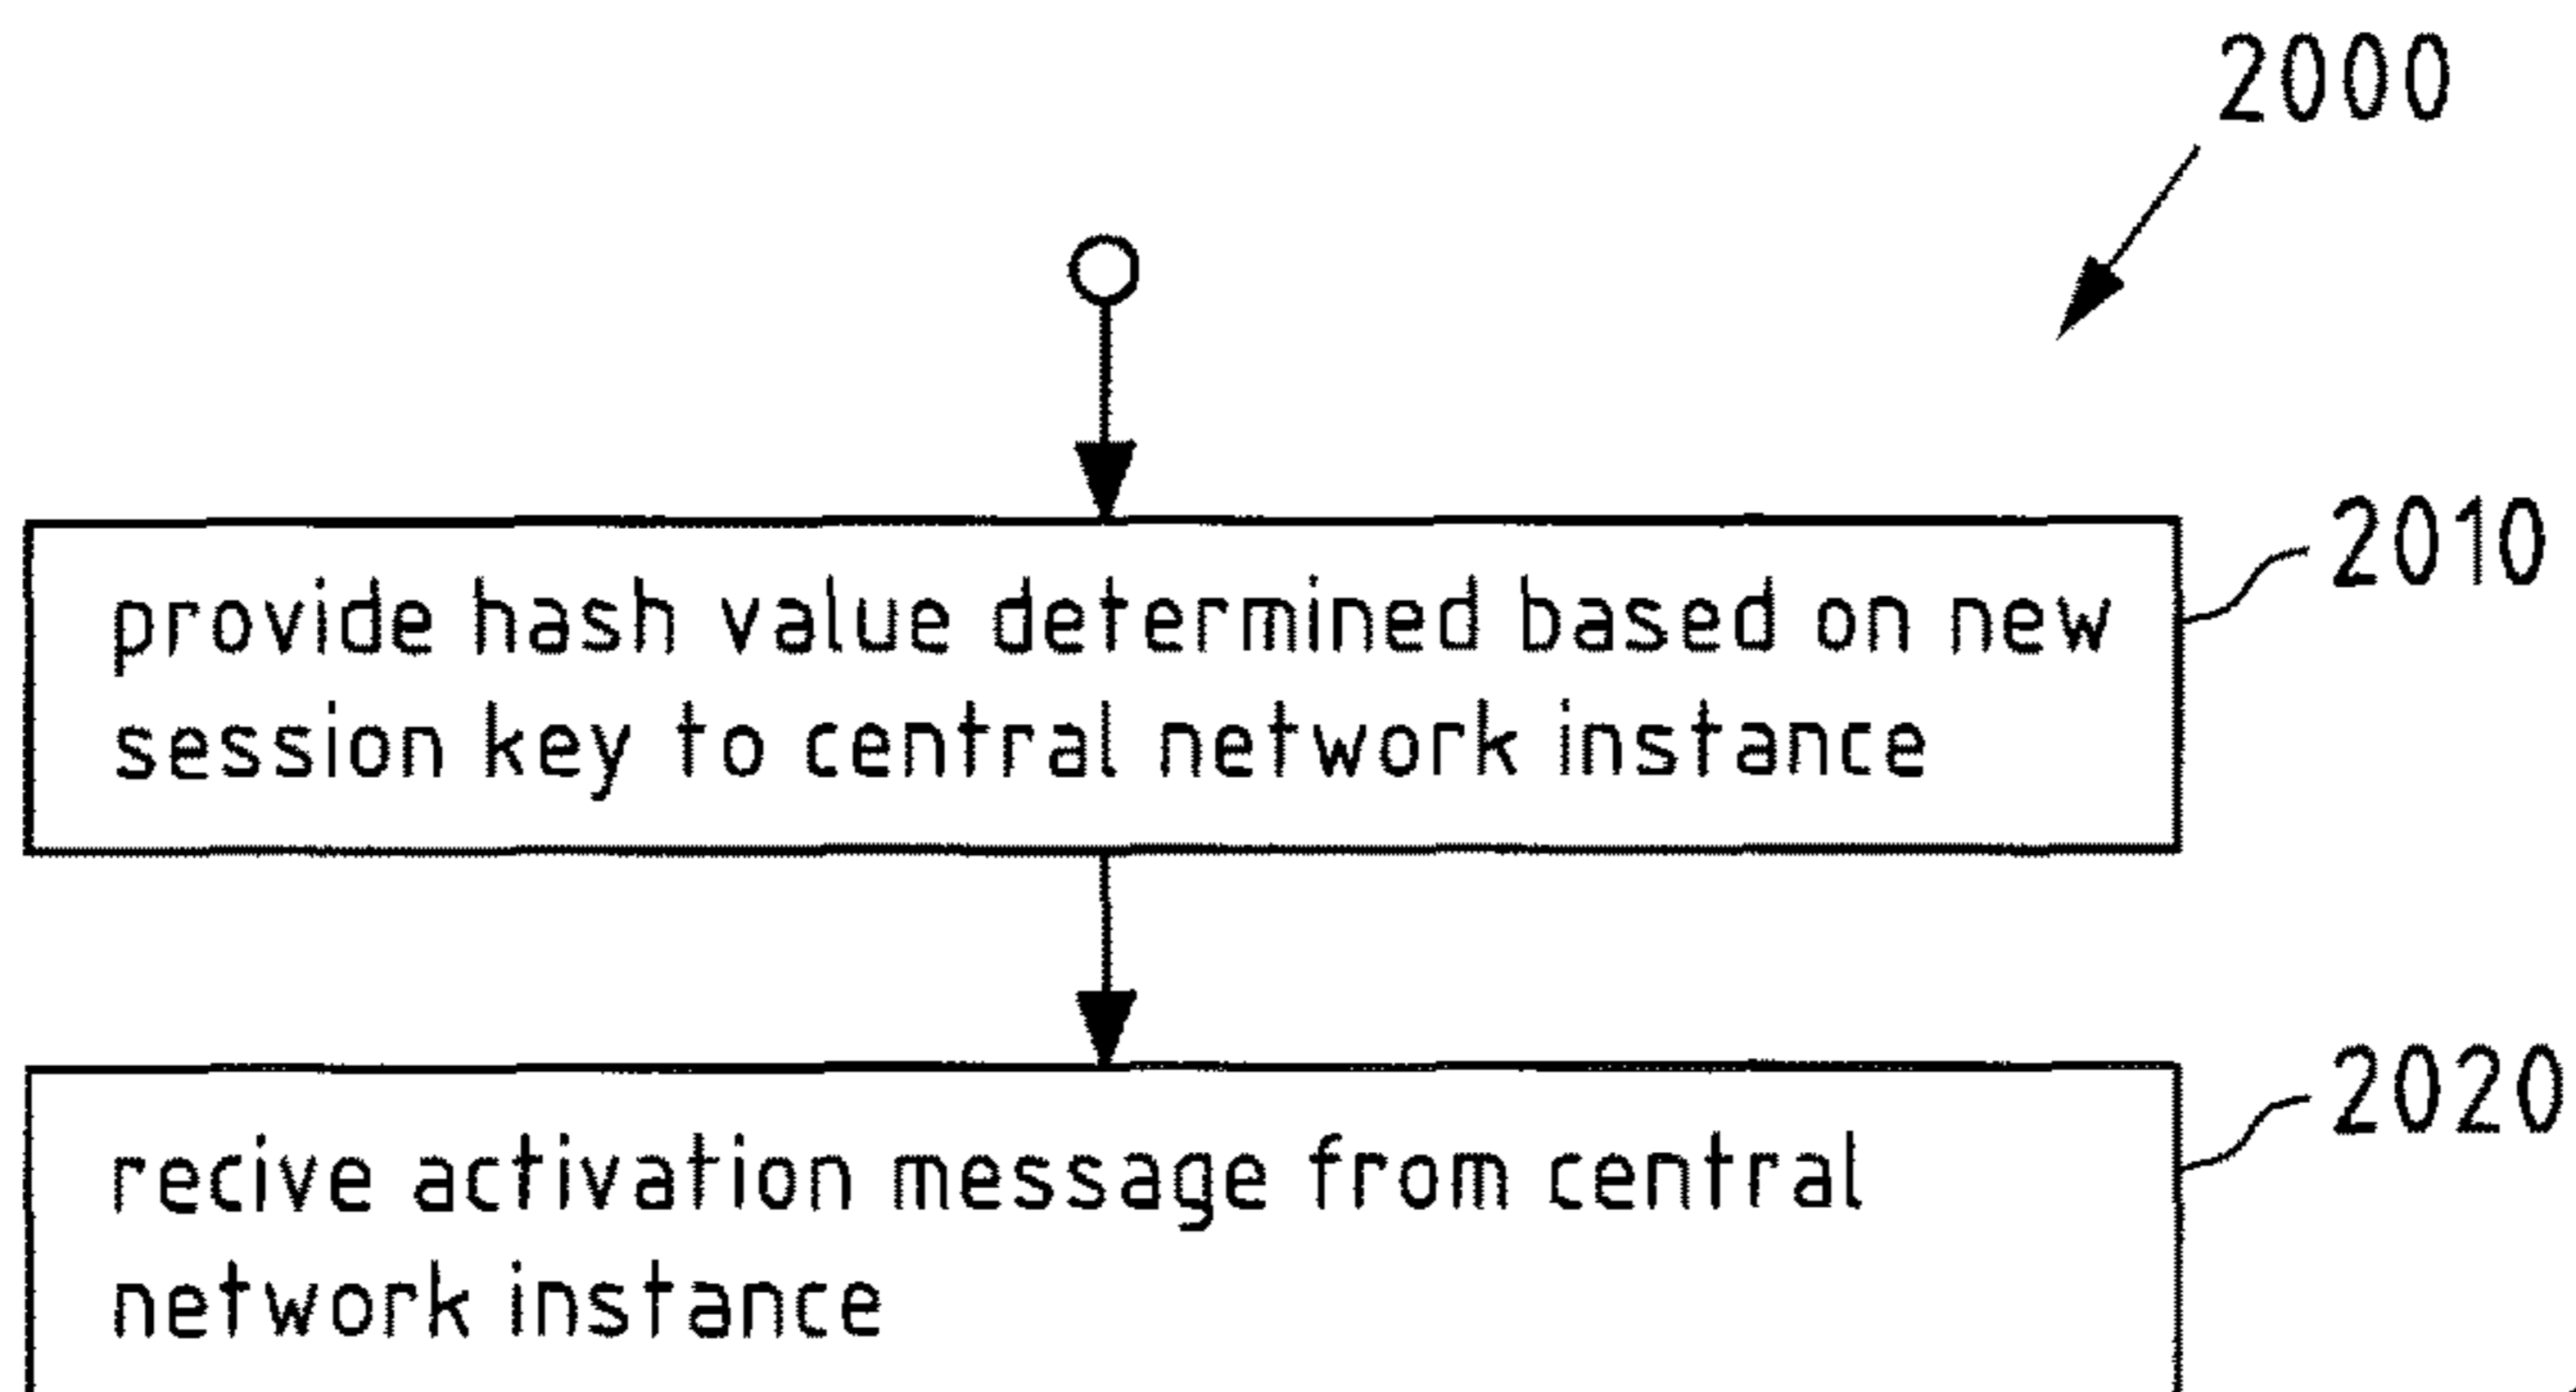 2000
provide hash value determined based on new
session key to central network instance
2010
recive activation message from central
network instance
2020